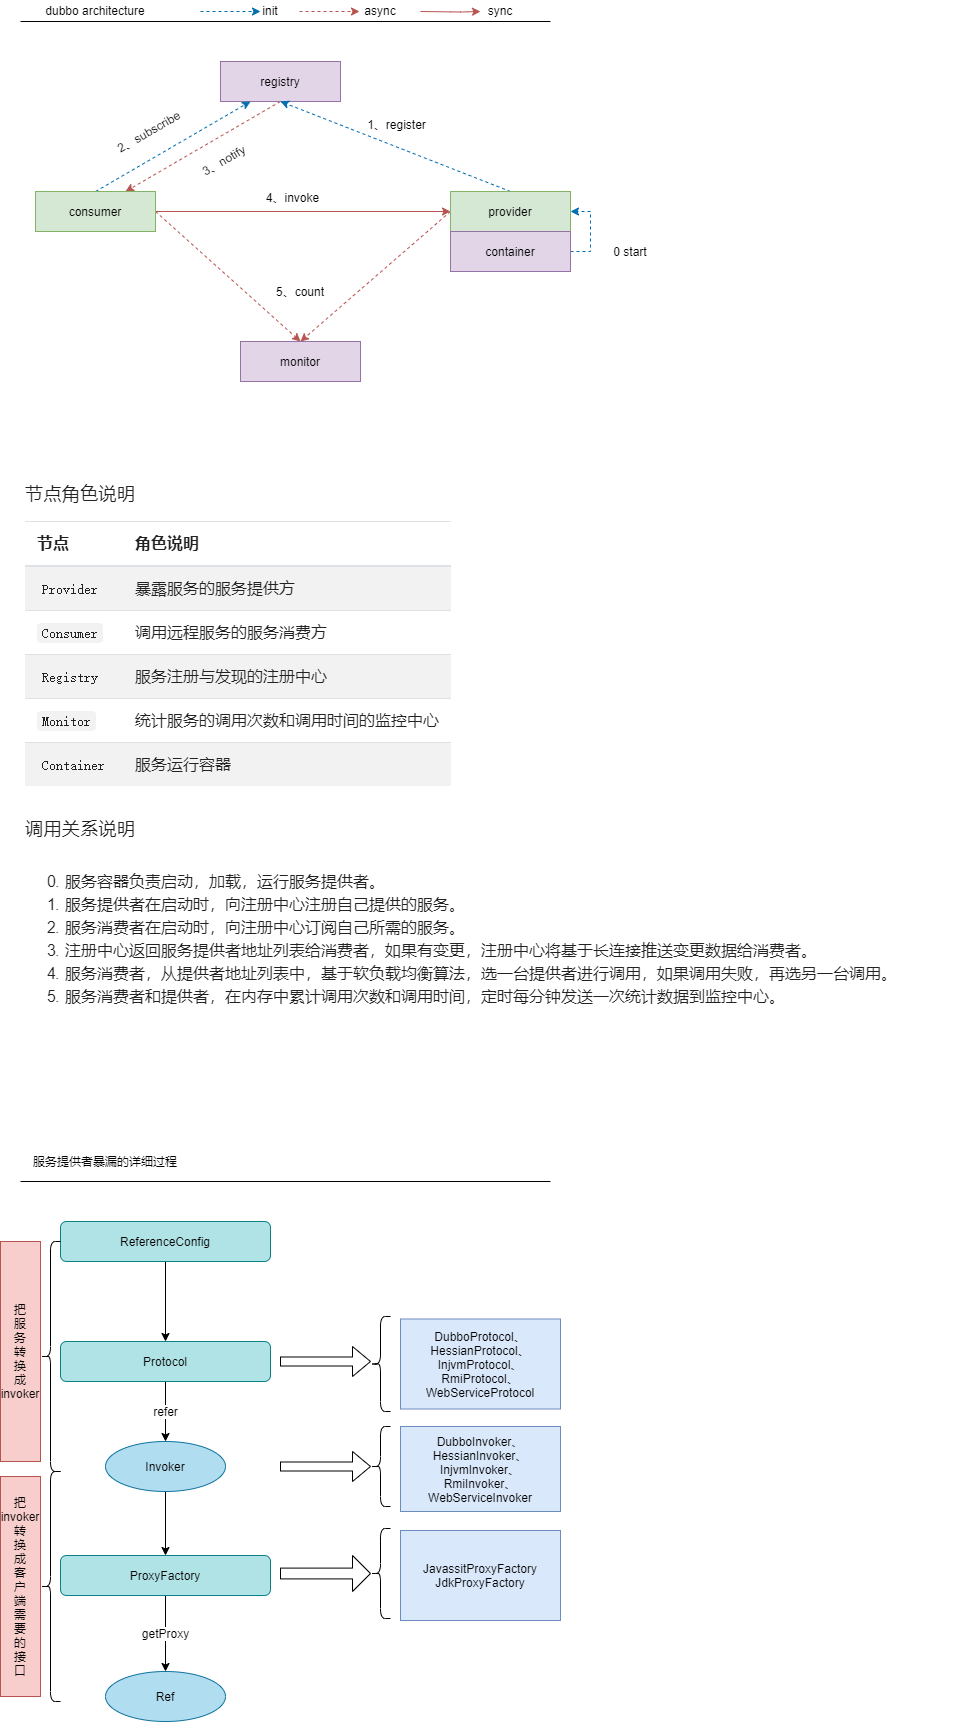 dubbo architecture
init
async
sync
registry
2、subscribe
3、notify
1、register
consumer
4、invoke
provider
container
0 start
5、count
monitor
节点角色说明
节点 角色说明
Provider 暴露服务的服务提供方
Consumer 调用远程服务的服务消费方
Registry 服务注册与发现的注册中心
Monitor 统计服务的调用次数和调用时间的监控中心
Container 服务运行容器
调用关系说明
0. 服务容器负责启动，加载，运行服务提供者。
1. 服务提供者在启动时，向注册中心注册自己提供的服务。
2. 服务消费者在启动时，向注册中心订阅自己所需的服务。
3. 注册中心返回服务提供者地址列表给消费者，如果有变更，注册中心将基于长连接推送变更数据给消费者。
4. 服务消费者，从提供者地址列表中，基于软负载均衡算法，选一台提供者进行调用，如果调用失败，再选另一台调用。
5. 服务消费者和提供者，在内存中累计调用次数和调用时间，定时每分钟发送一次统计数据到监控中心。
服务提供者暴漏的详细过程
把
服
务
转
换
成
invoker
ReferenceConfig
Protocol
DubboProtocol、
HessianProtocol、
InjvmProtocol、
RmiProtocol、
WebServiceProtocol
refer
Invoker
DubboInvoker、
HessianInvoker、
InjvmInvoker、
RmiInvoker、
WebServiceInvoker
把
invoker
转
换
成
客
户
端
需
要
的
接
口
ProxyFactory
JavassitProxyFactory
JdkProxyFactory
getProxy
Ref